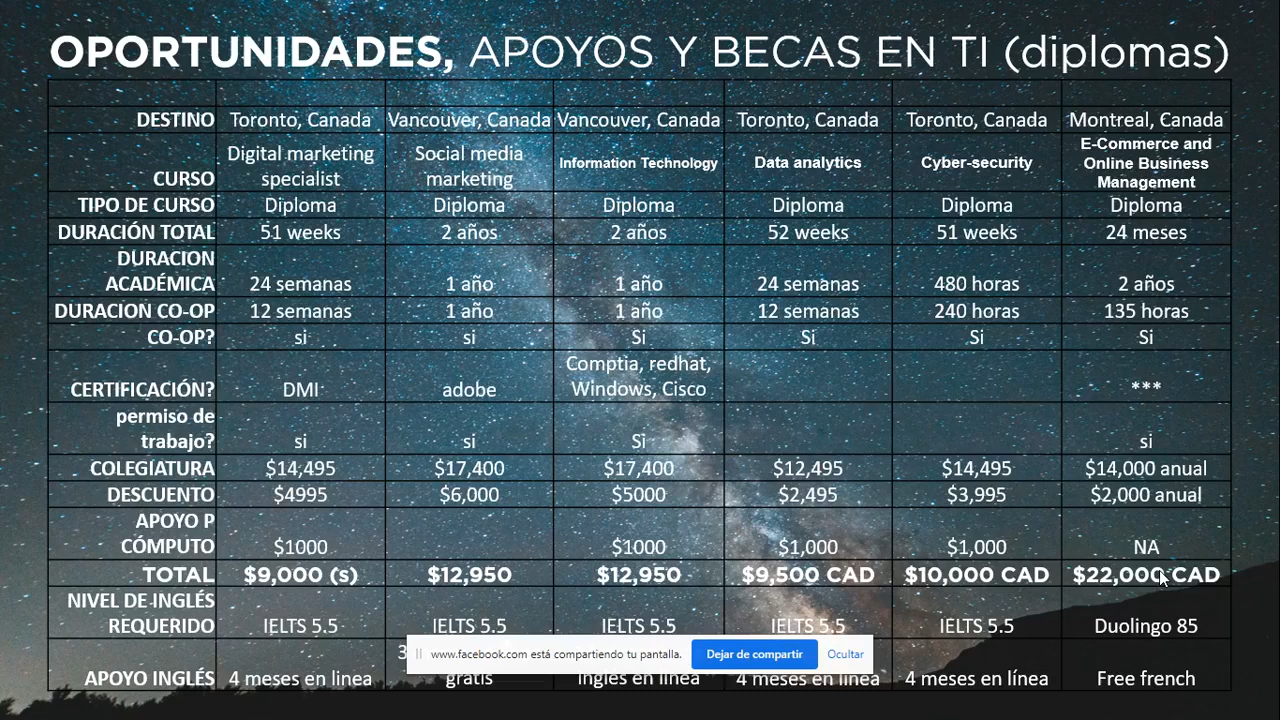 OPORTUNIDADES, APOYOS Y BECAS EN TI (diplomas)
DESTINO Toronto, Canada Vancouver, Canada Vancouver, Canada Toronto, Canada Toronto, Canada Montreal, Canada
CURSO Digital marketing specialist Social media marketing Information Technology Data analytics Cyber-security E-Commerce and Online Business Management
TIPO DE CURSO Diploma Diploma Diploma Diploma Diploma Diploma
DURACIÓN TOTAL 51 weeks 2 años 2 años 52 weeks 51 weeks 24 meses
DURACION ACADÉMICA 24 semanas 1 año 1 año 24 semanas 480 horas 2 años
DURACION CO-OP 12 semanas 1 año 1 año 12 semanas 240 horas 135 horas
CO-OP? si si Si Si Si Si
CERTIFICACIÓN? DMI adobe Comptia, redhat, Windows, Cisco ***
permiso de trabajo? si si Si si
COLEGIATURA $14,495 $17,400 $17,400 $12,495 $14,495 $14,000 anual
DESCUENTO $4995 $6,000 $5000 $2,495 $3,995 $2,000 anual
APOYO P CÓMPUTO $1000 $1000 $1,000 $1,000 NA
TOTAL $9,000 (s) $12,950 $12,950 $9,500 CAD $10,000 CAD $22,000 CAD
NIVEL DE INGLÉS REQUERIDO IELTS 5.5 IELTS 5.5 IELTS 5.5 IELTS 5.5 IELTS 5.5 Duolingo 85
www.facebook.com está compartiendo tu pantalla. Dejar de compartir Ocultar
APOYO INGLÉS 4 meses en linea 3 gratis ingles en linea 4 meses en linea 4 meses en línea Free french